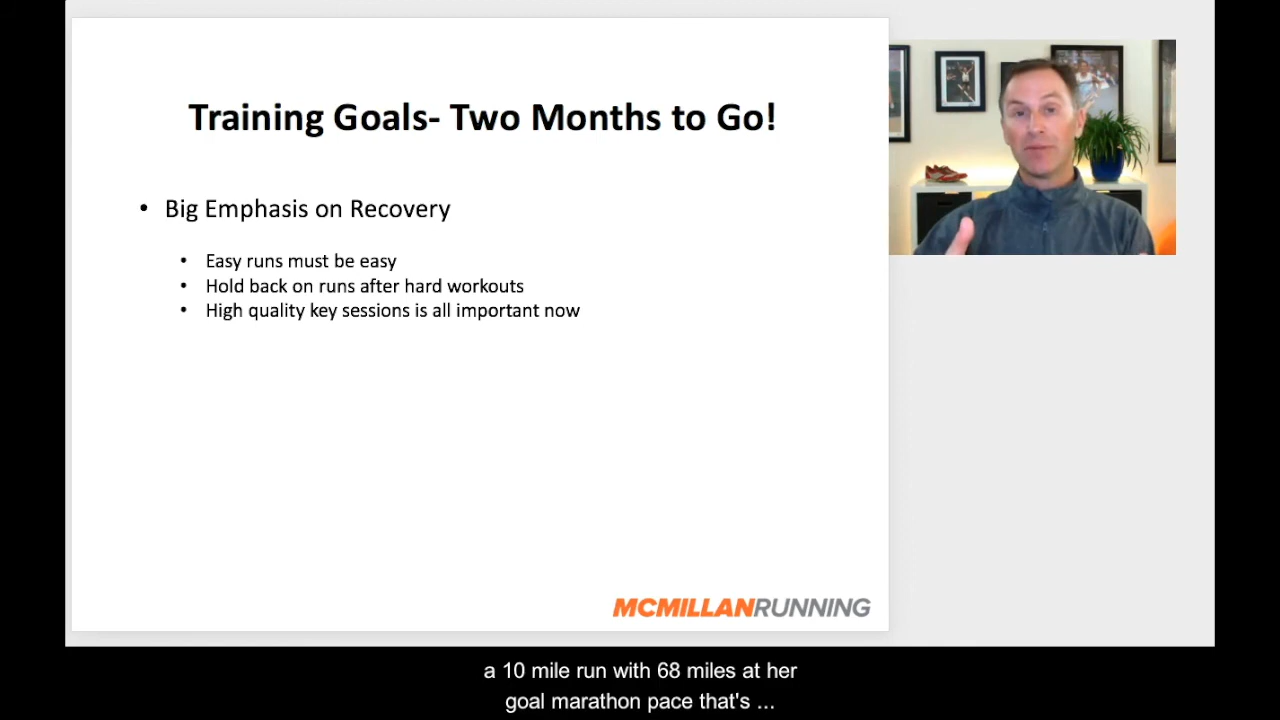 Training Goals- Two Months to Go!
• Big Emphasis on Recovery
• Easy runs must be easy
• Hold back on runs after hard workouts
• High quality key sessions is all important now
MCMILLANRUNNING
a 10 mile run with 68 miles at her
goal marathon pace that's ...